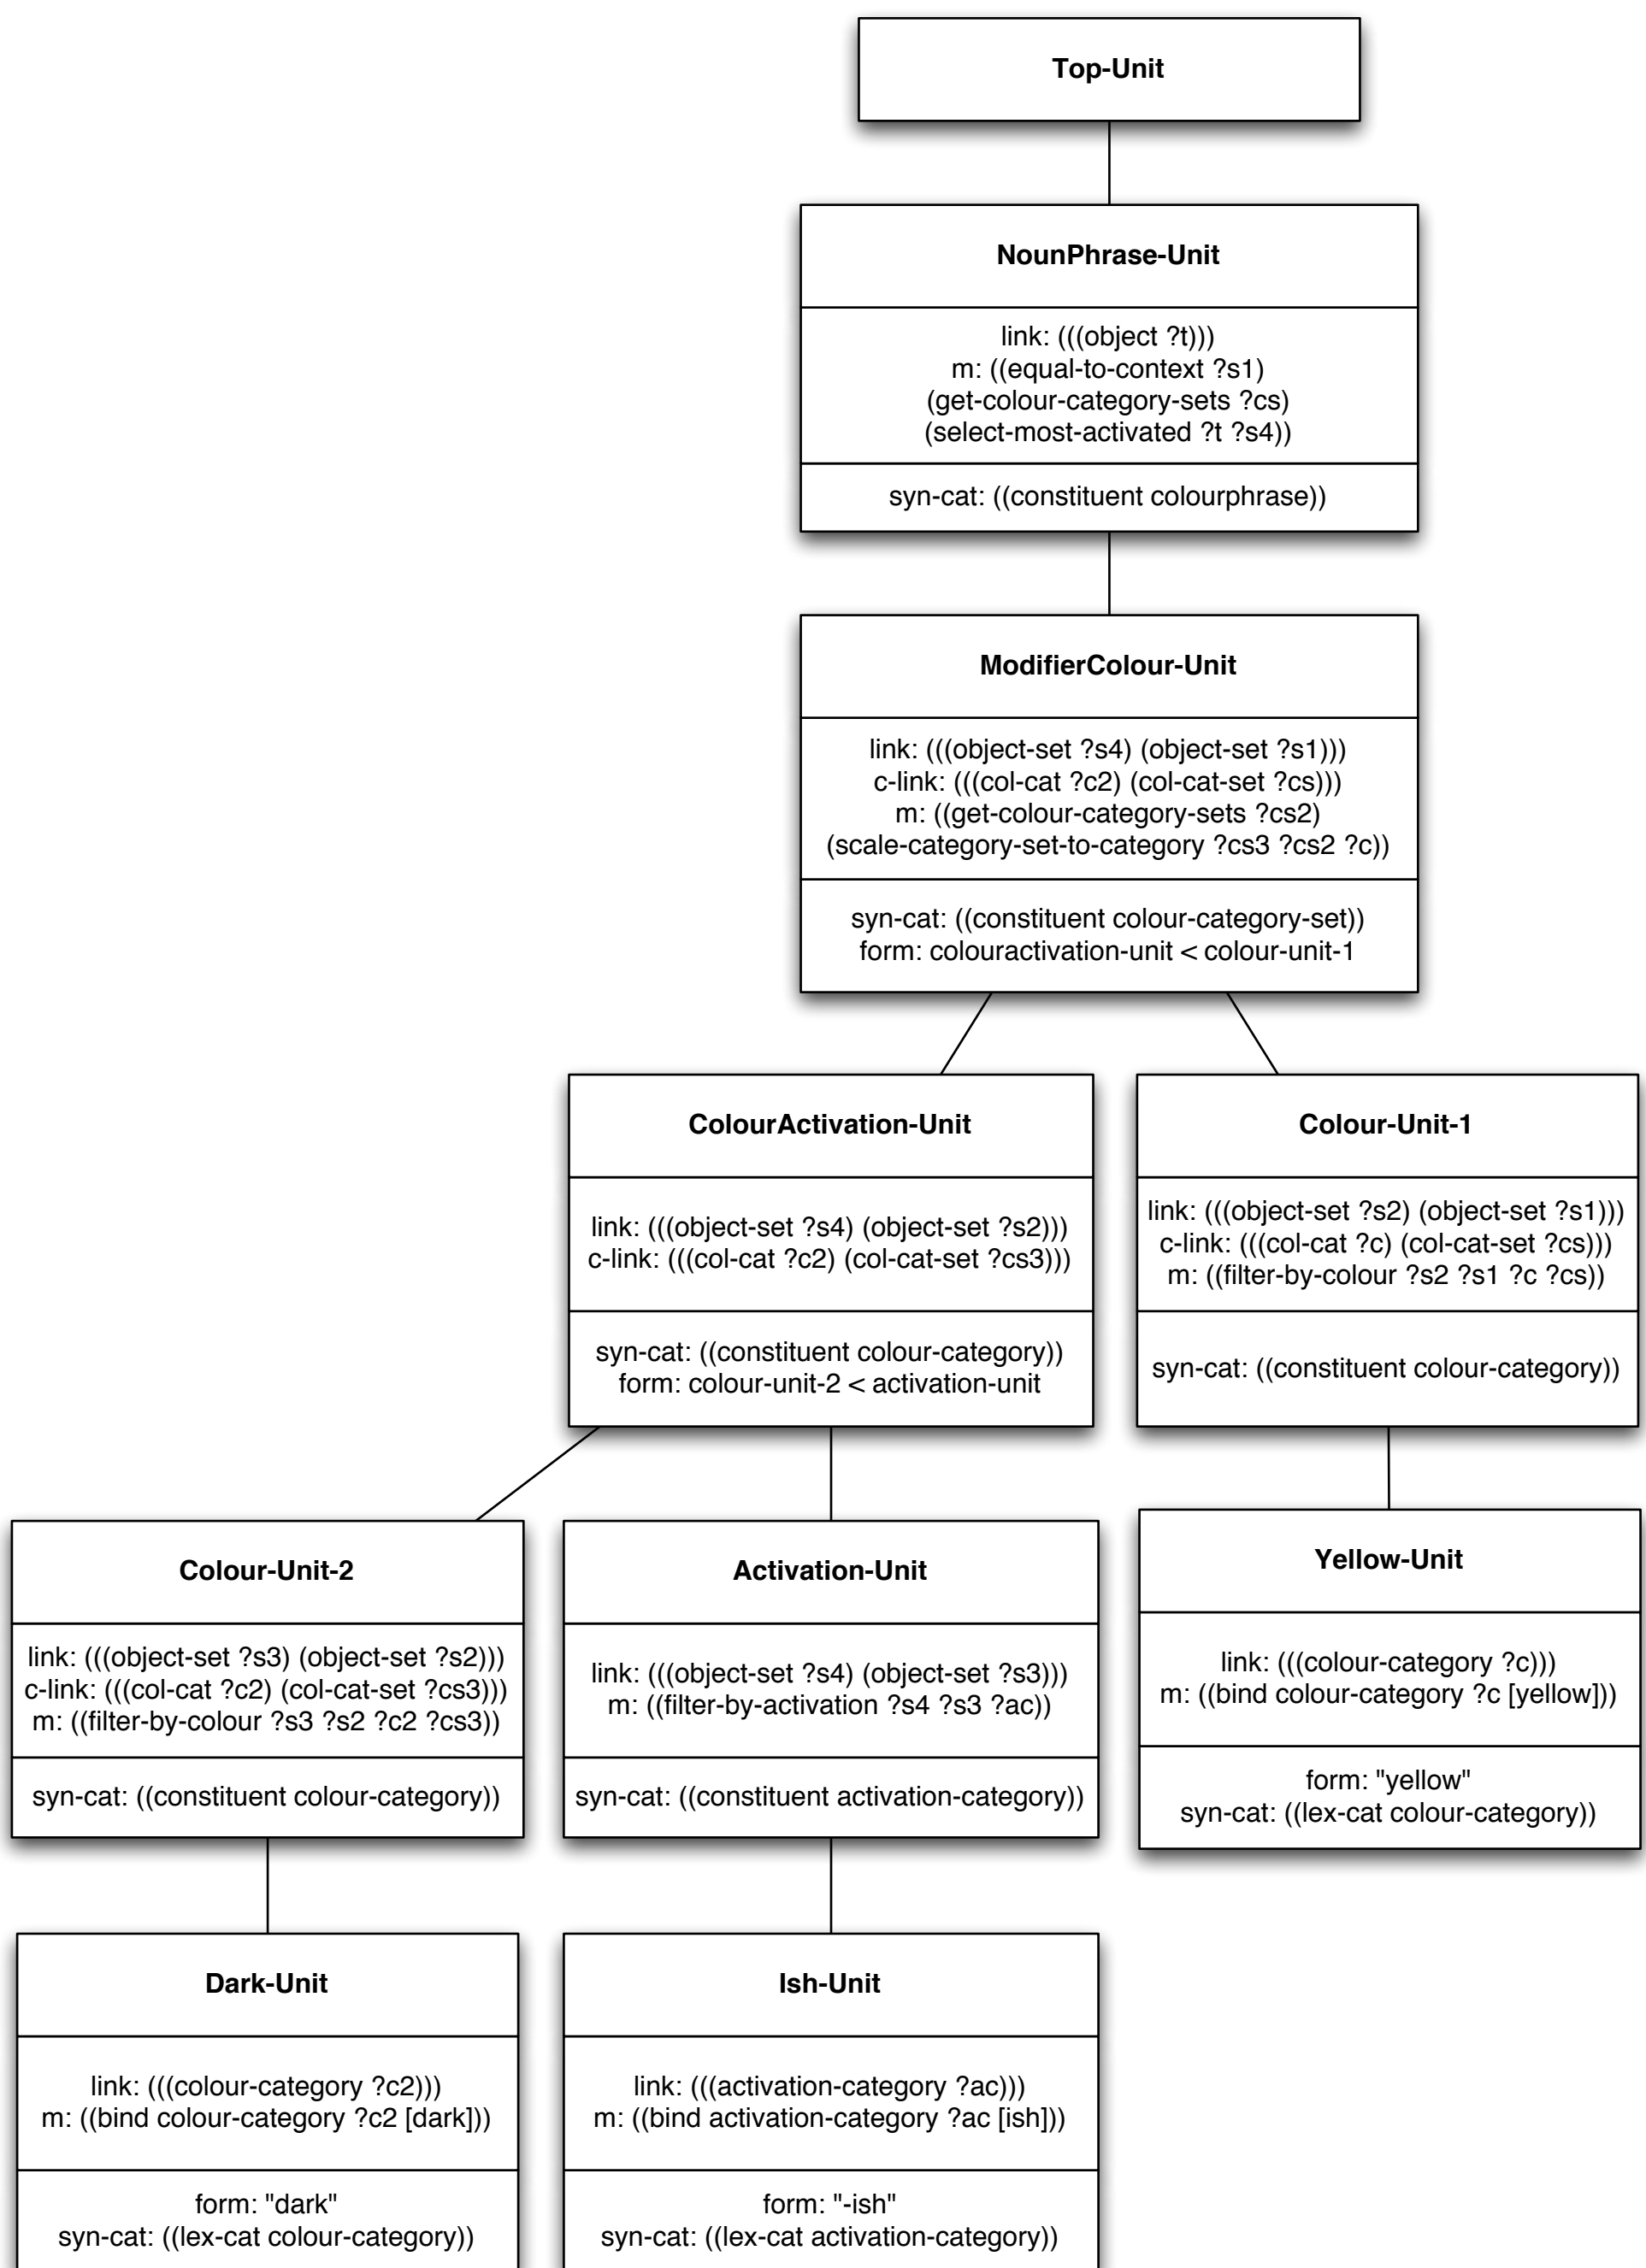 Top-Unit
NounPhrase-Unit
link: (((object ?t)))
m: ((equal-to-context ?s1)
(get-colour-category-sets ?cs)
(select-most-activated ?t ?s4))
syn-cat: ((constituent colourphrase))
ModifierColour-Unit
link: (((object-set ?s4) (object-set ?s1)))
c-link: (((col-cat ?c2) (col-cat-set ?cs)))
m: ((get-colour-category-sets ?cs2)
(scale-category-set-to-category ?cs3 ?cs2 ?c))
syn-cat: ((constituent colour-category-set))
form: colouractivation-unit < colour-unit-1
ColourActivation-Unit
link: (((object-set ?s4) (object-set ?s2)))
c-link: (((col-cat ?c2) (col-cat-set ?cs3)))
syn-cat: ((constituent colour-category))
form: colour-unit-2 < activation-unit
Colour-Unit-1
link: (((object-set ?s2) (object-set ?s1)))
c-link: (((col-cat ?c) (col-cat-set ?cs)))
m: ((filter-by-colour ?s2 ?s1 ?c ?cs))
syn-cat: ((constituent colour-category))
Colour-Unit-2
link: (((object-set ?s3) (object-set ?s2)))
c-link: (((col-cat ?c2) (col-cat-set ?cs3)))
m: ((filter-by-colour ?s3 ?s2 ?c2 ?cs3))
syn-cat: ((constituent colour-category))
Activation-Unit
link: (((object-set ?s4) (object-set ?s3)))
m: ((filter-by-activation ?s4 ?s3 ?ac))
syn-cat: ((constituent activation-category))
Yellow-Unit
link: (((colour-category ?c)))
m: ((bind colour-category ?c [yellow]))
form: "yellow"
syn-cat: ((lex-cat colour-category))
Dark-Unit
link: (((colour-category ?c2)))
m: ((bind colour-category ?c2 [dark]))
form: "dark"
syn-cat: ((lex-cat colour-category))
Ish-Unit
link: (((activation-category ?ac)))
m: ((bind activation-category ?ac [ish]))
form: "-ish"
syn-cat: ((lex-cat activation-category))